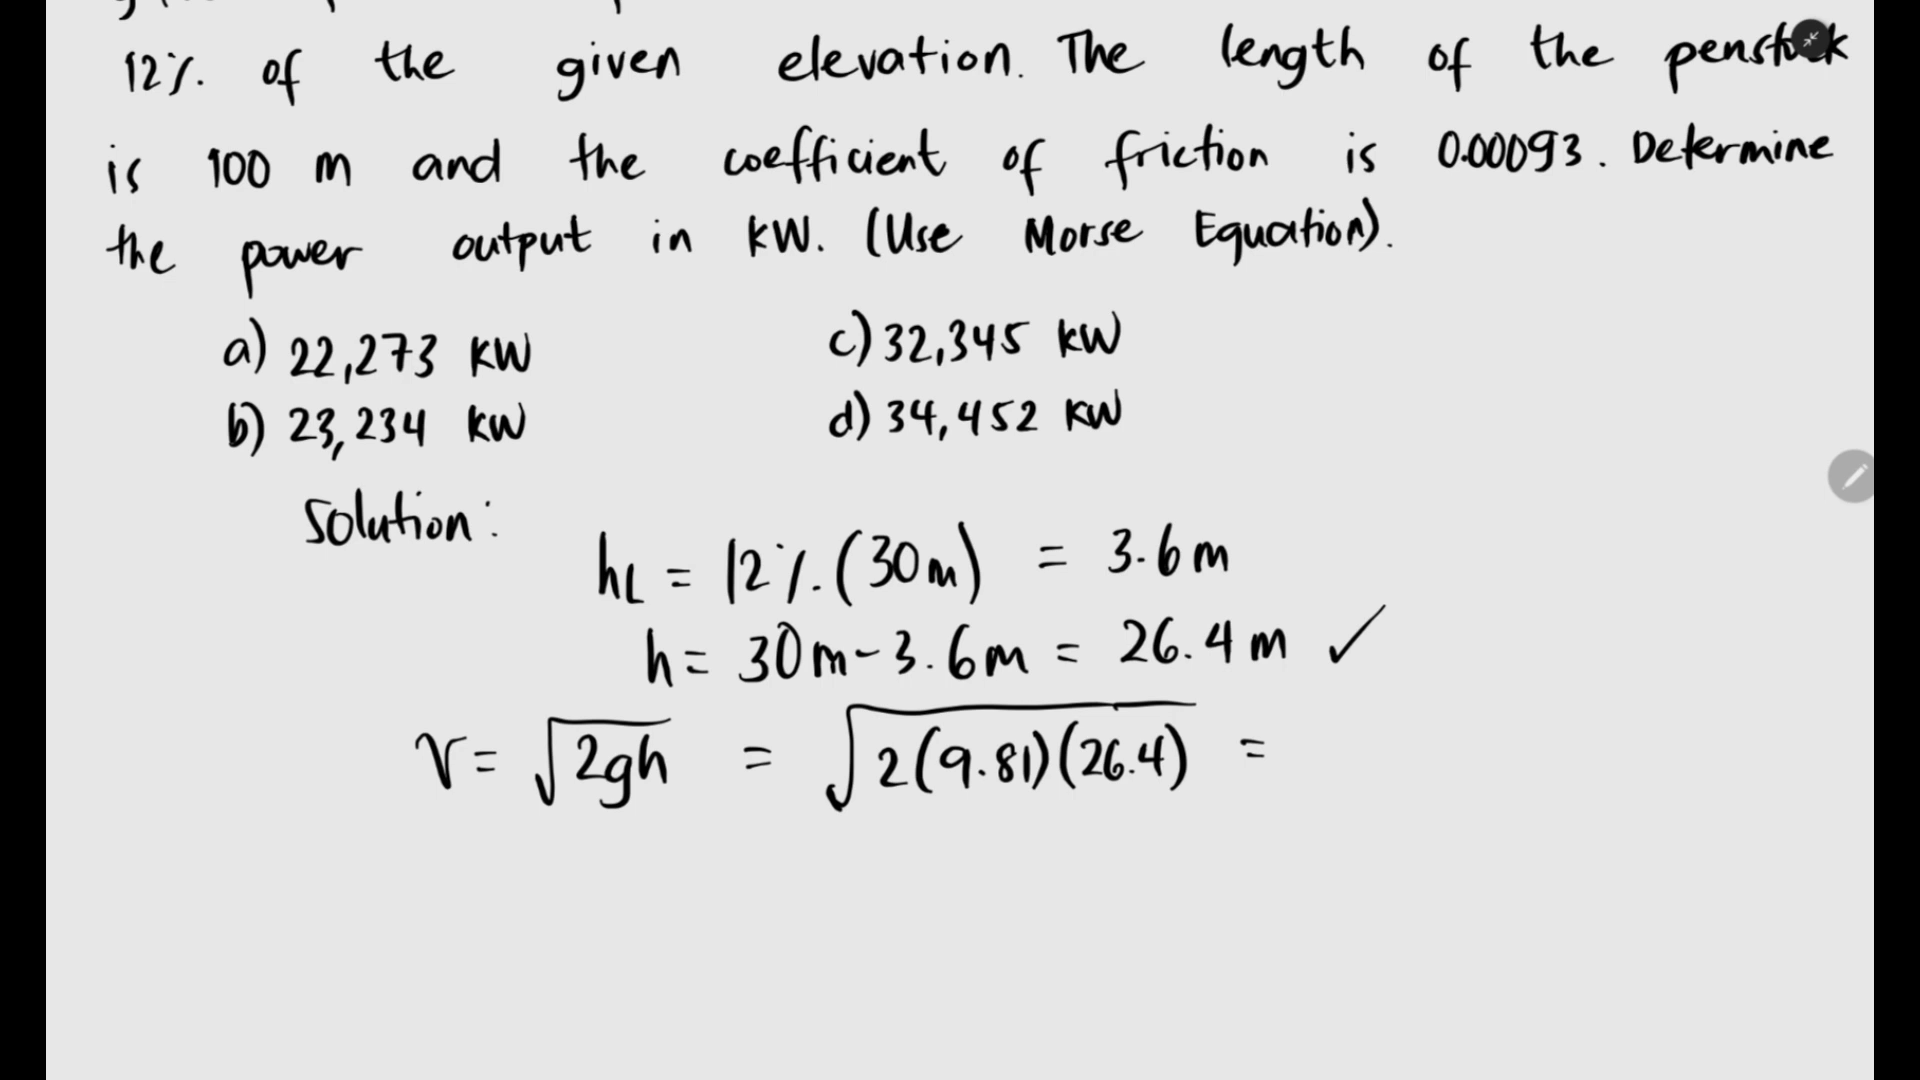 12%. of the given elevation. The length of the penstock
is 100 m and the coefficient of friction is 0.00093. Determine
the power output in kW. (Use Morse Equation).
a) 22,273 kW
b) 23,234 kW
c) 32,345 kW
d) 34,452 kW
Solution:
hL = 12%.(30m) = 3.6m
h = 30m - 3.6m = 26.4 m ✓
V = √2gh = √2(9.81)(26.4) =